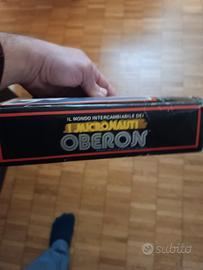 IL MONDO INTERCAMBIABILE DEI
I MICRONAUTI
OBERON
subito